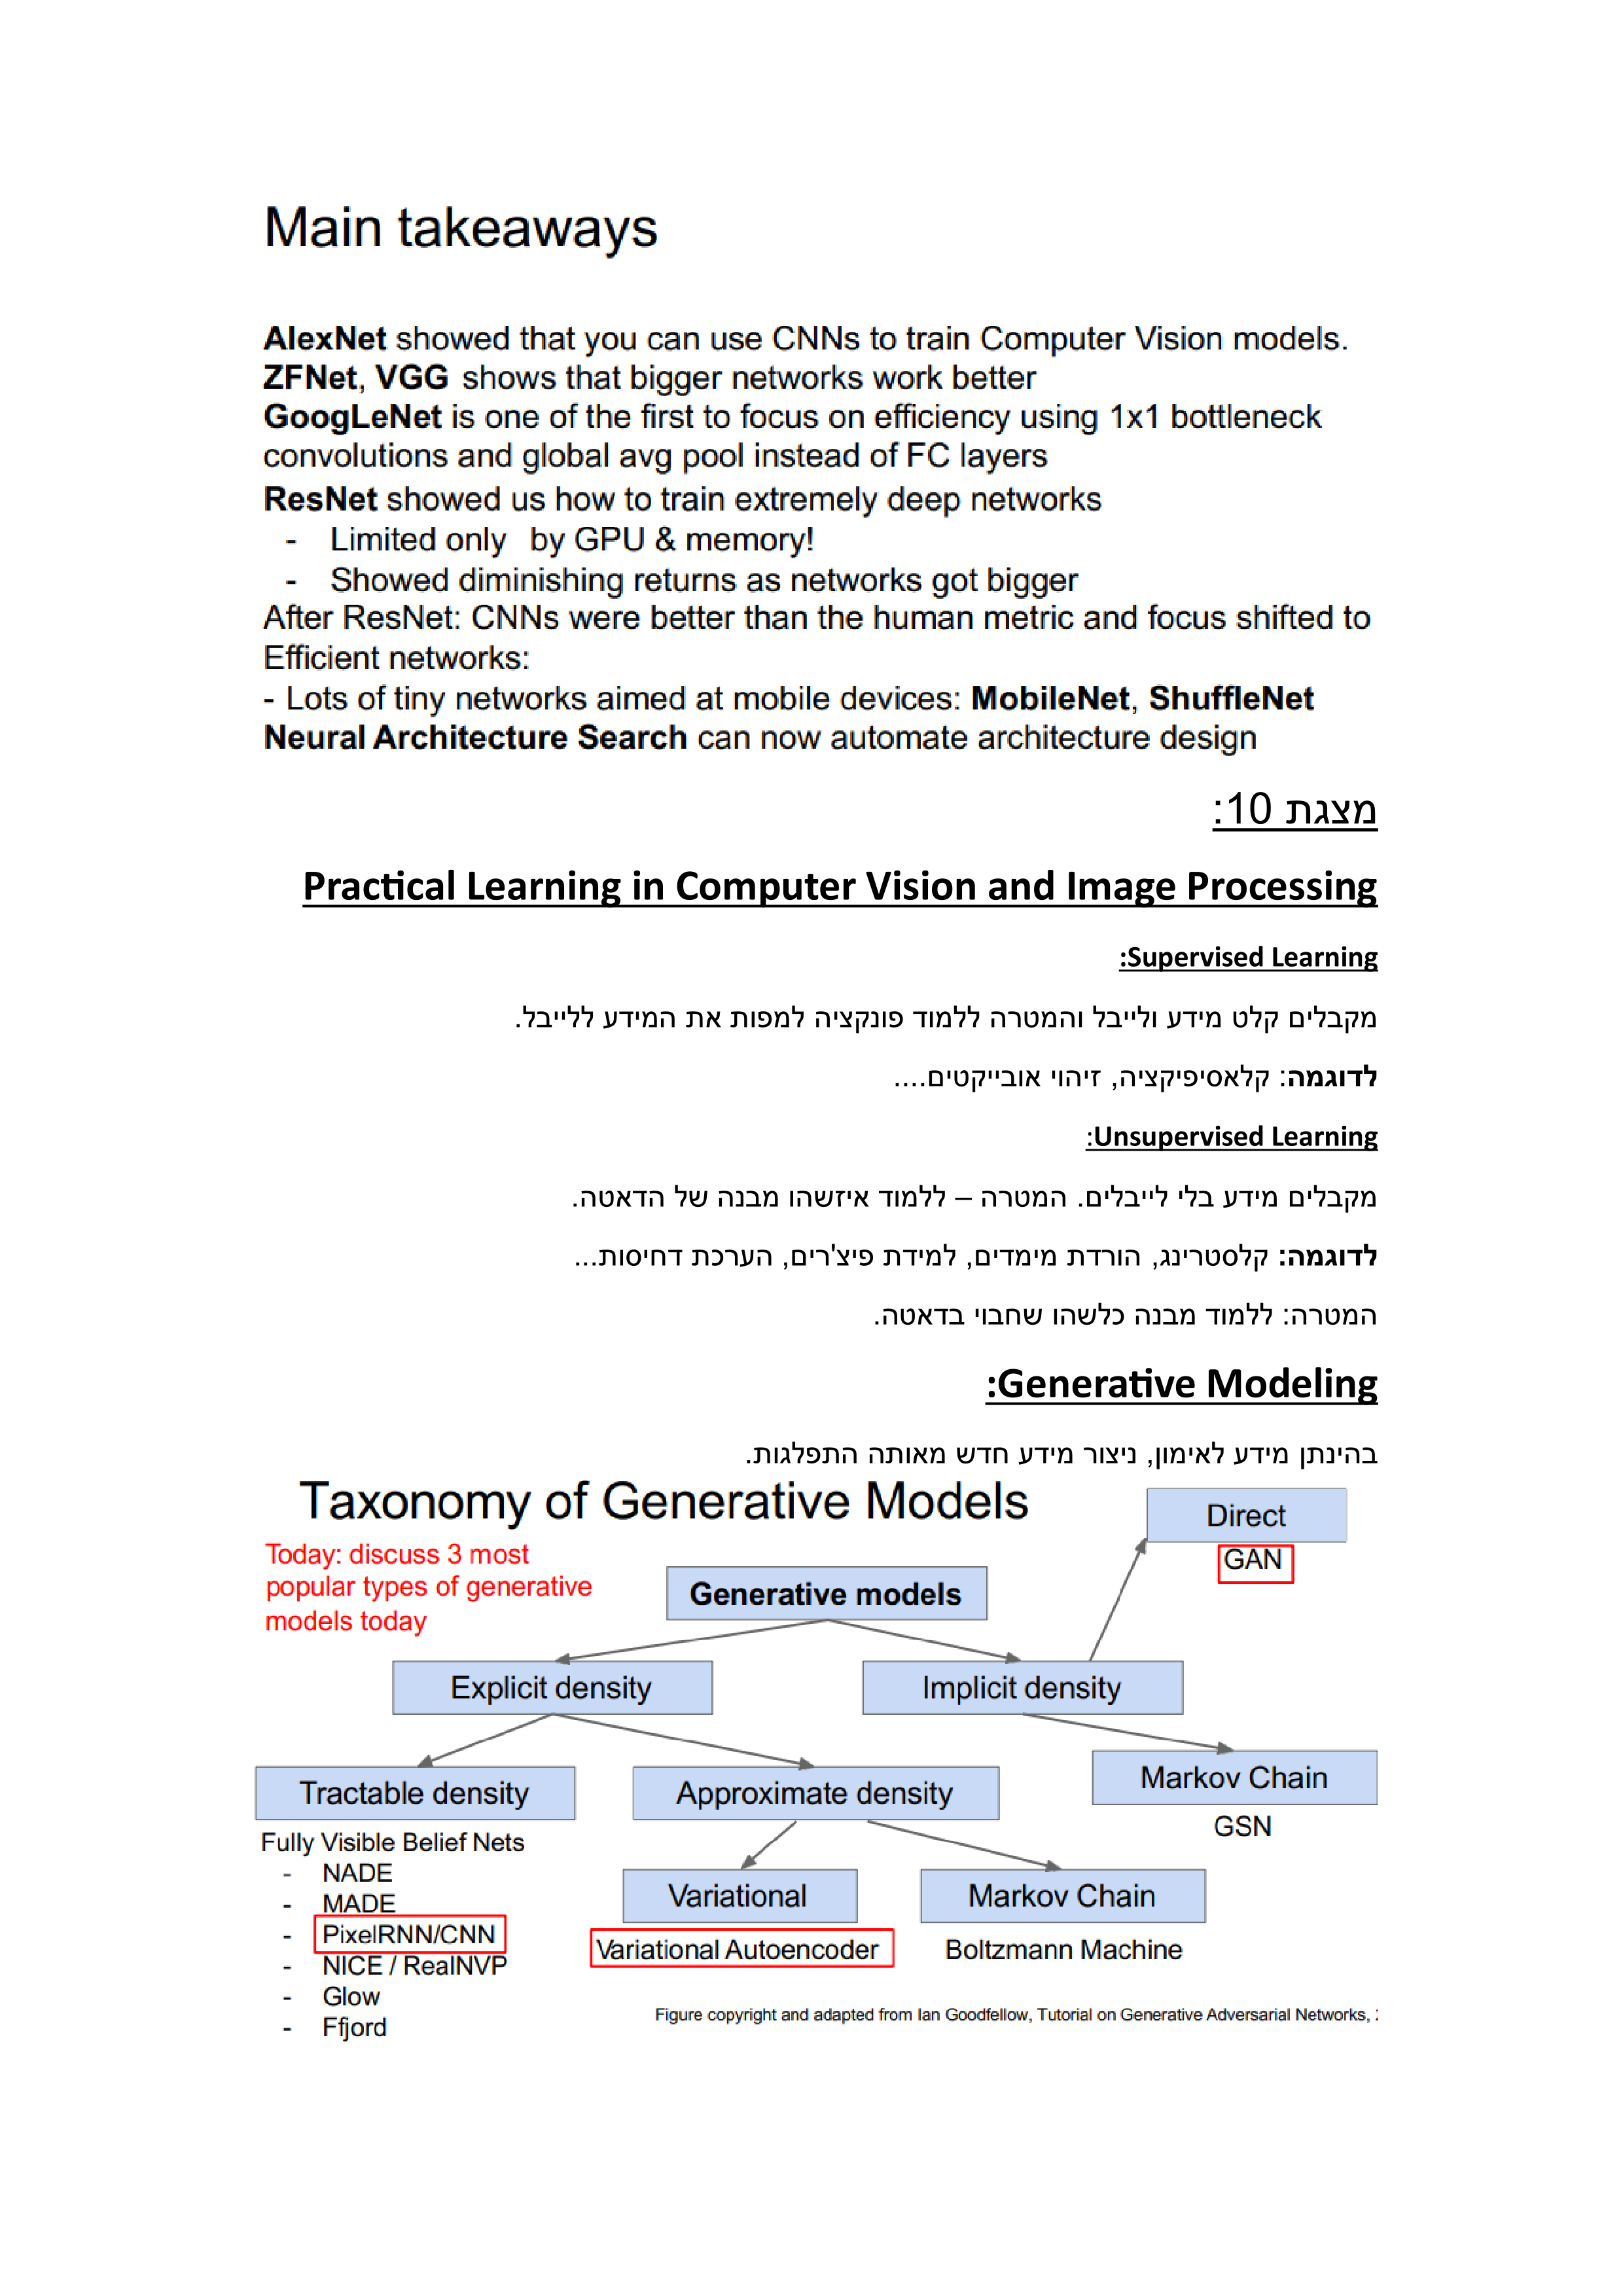 Main takeaways
AlexNet showed that you can use CNNs to train Computer Vision models.
ZFNet, VGG shows that bigger networks work better
GoogLeNet is one of the first to focus on efficiency using 1x1 bottleneck
convolutions and global avg pool instead of FC layers
ResNet showed us how to train extremely deep networks
- Limited only by GPU & memory!
- Showed diminishing returns as networks got bigger
After ResNet: CNNs were better than the human metric and focus shifted to
Efficient networks:
- Lots of tiny networks aimed at mobile devices: MobileNet, ShuffleNet
Neural Architecture Search can now automate architecture design
מצגת 10:
Practical Learning in Computer Vision and Image Processing
Supervised Learning:
מקבלים קלט מידע ולייבל והמטרה ללמוד פונקציה למפות את המידע ללייבל.
לדוגמה: קלאסיפיקציה, זיהוי אובייקטים....
Unsupervised Learning:
מקבלים מידע בלי לייבלים. המטרה – ללמוד איזשהו מבנה של הדאטה.
לדוגמה: קלסטרינג, הורדת מימדים, למידת פיצ'רים, הערכת דחיסות...
המטרה: ללמוד מבנה כלשהו שחבוי בדאטה.
Generative Modeling:
בהינתן מידע לאימון, ניצור מידע חדש מאותה התפלגות.
Taxonomy of Generative Models
Direct
GAN
Today: discuss 3 most
popular types of generative
models today
Generative models
Explicit density
Implicit density
Tractable density
Approximate density
Markov Chain
GSN
Fully Visible Belief Nets
- NADE
- MADE
- PixelRNN/CNN
- NICE / RealNVP
- Glow
- Ffjord
Variational
Markov Chain
Variational Autoencoder
Boltzmann Machine
Figure copyright and adapted from Ian Goodfellow, Tutorial on Generative Adversarial Networks,